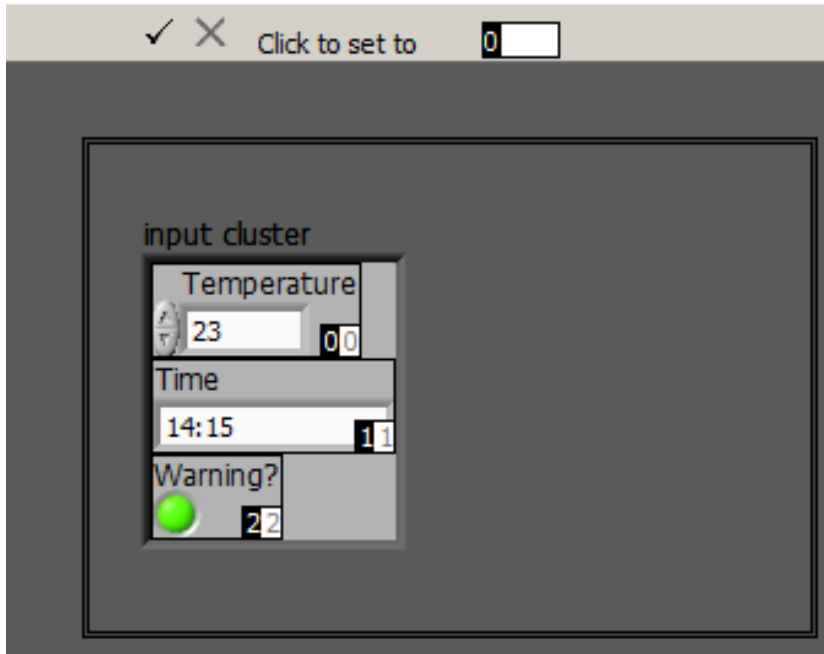 Click to set to 0
input cluster
Temperature
23 0 0
Time
14:15 1 1
Warning?
2 2